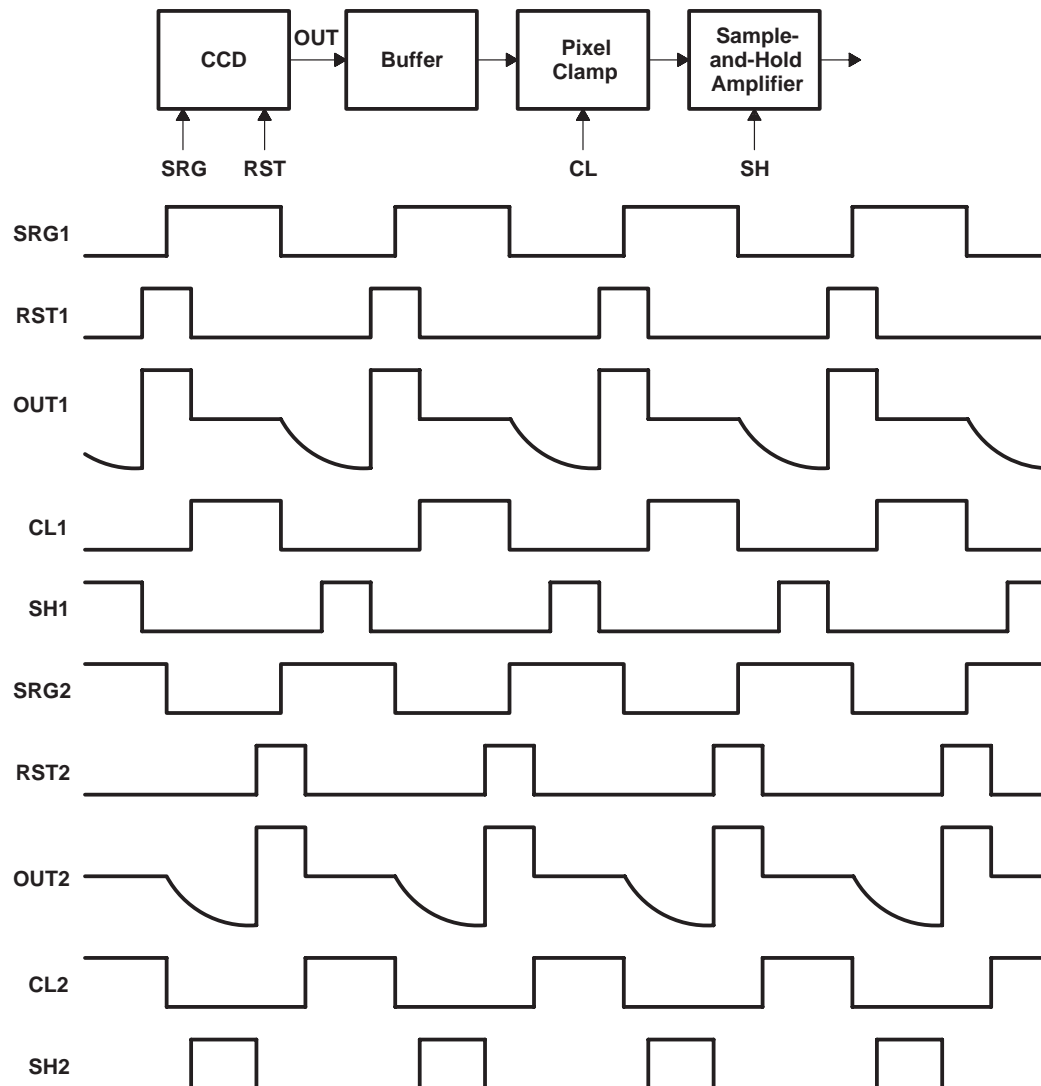 OUT
CCD
Buffer
Pixel
Clamp
Sample-
and-Hold
Amplifier
SRG
RST
CL
SH
SRG1
RST1
OUT1
CL1
SH1
SRG2
RST2
OUT2
CL2
SH2